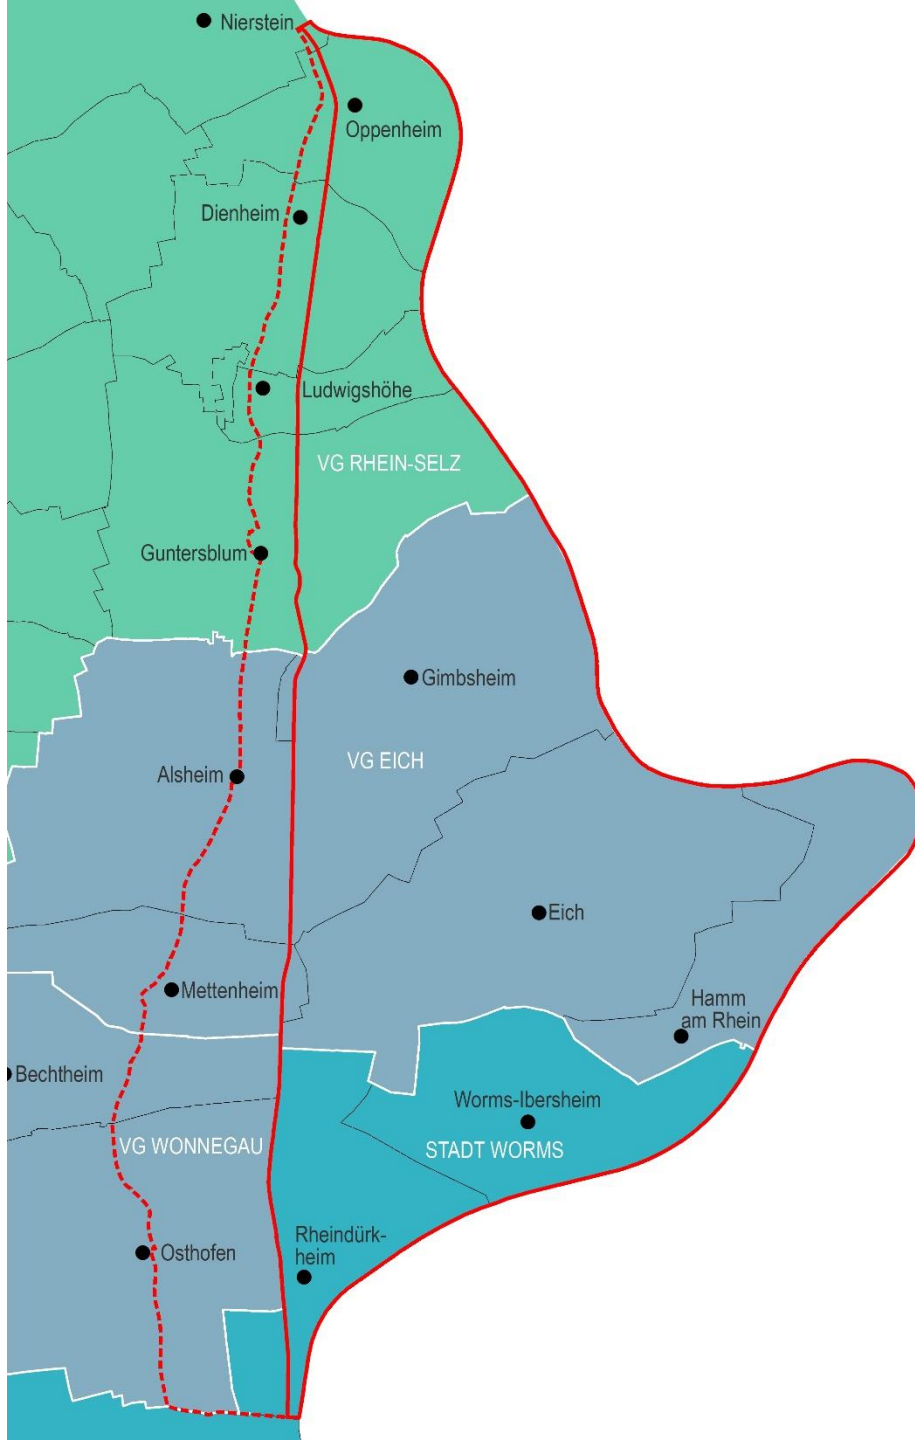 Nierstein
Oppenheim
Dienheim
Ludwigshöhe
VG RHEIN-SELZ
Guntersblum
Gimbsheim
VG EICH
Alsheim
Eich
Mettenheim
Hamm
am Rhein
Bechtheim
Worms-Ibersheim
VG WONNEGAU
STADT WORMS
Rheindürk-
heim
Osthofen